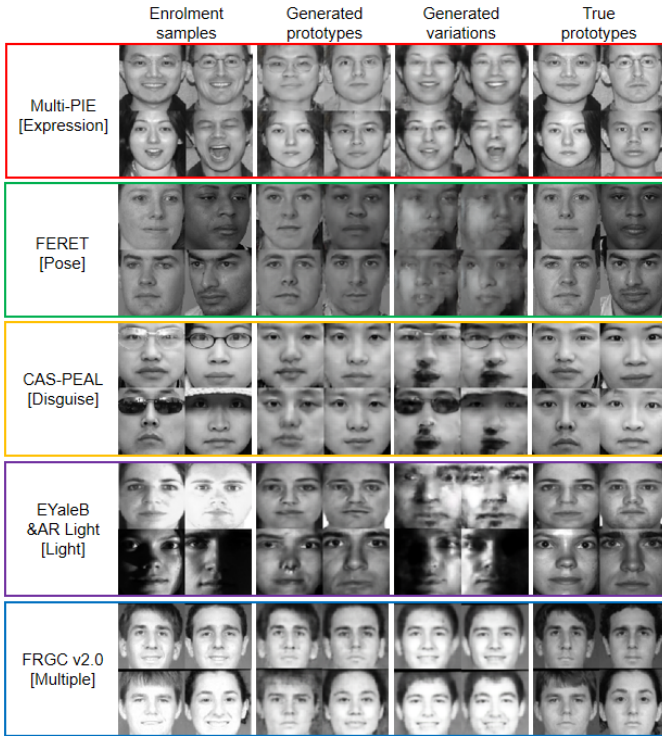 Enrolment
samples
Generated
prototypes
Generated
variations
True
prototypes
Multi-PIE
[Expression]
FERET
[Pose]
CAS-PEAL
[Disguise]
EYaleB
&AR Light
[Light]
FRGC v2.0
[Multiple]